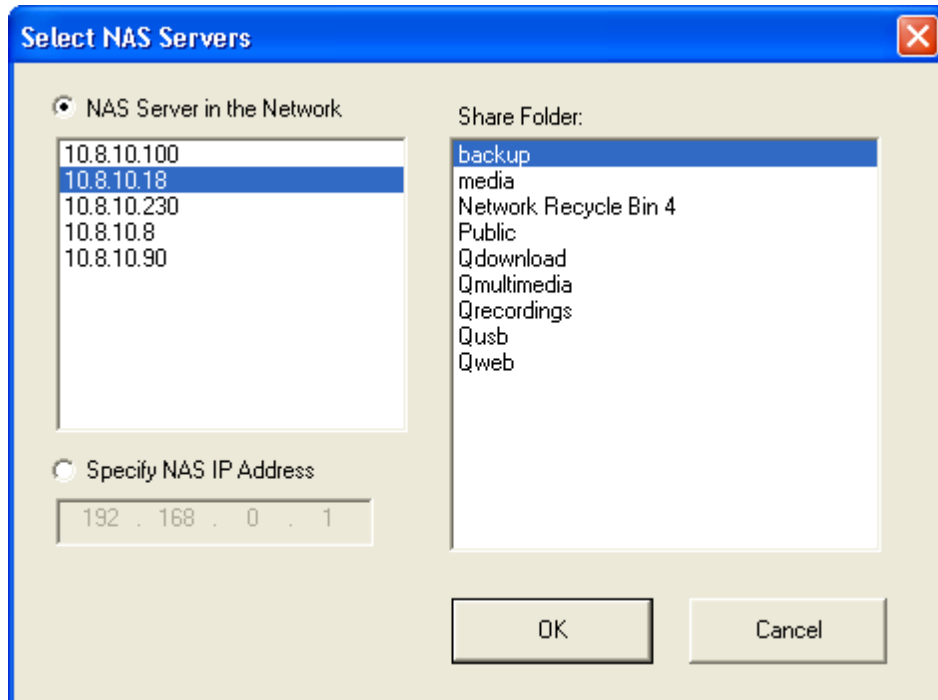 Select NAS Servers
NAS Server in the Network
10.8.10.100
10.8.10.18
10.8.10.230
10.8.10.8
10.8.10.90
Specify NAS IP Address
192 . 168 . 0 . 1
Share Folder:
backup
media
Network Recycle Bin 4
Public
Qdownload
Qmultimedia
Qrecordings
Qusb
Qweb
OK
Cancel